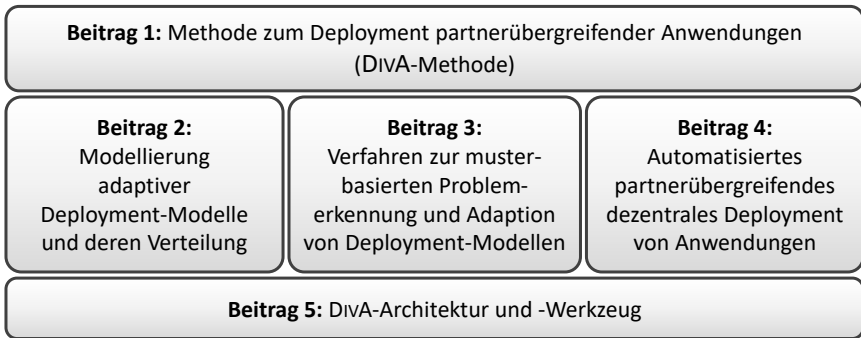 Beitrag 1: Methode zum Deployment partnerübergreifender Anwendungen
(DIVA-Methode)
Beitrag 2:
Modellierung
adaptiver
Deployment-Modelle
und deren Verteilung
Beitrag 3:
Verfahren zur muster-
basierten Problem-
erkennung und Adaption
von Deployment-Modellen
Beitrag 4:
Automatisiertes
partnerübergreifendes
dezentrales Deployment
von Anwendungen
Beitrag 5: DIVA-Architektur und -Werkzeug